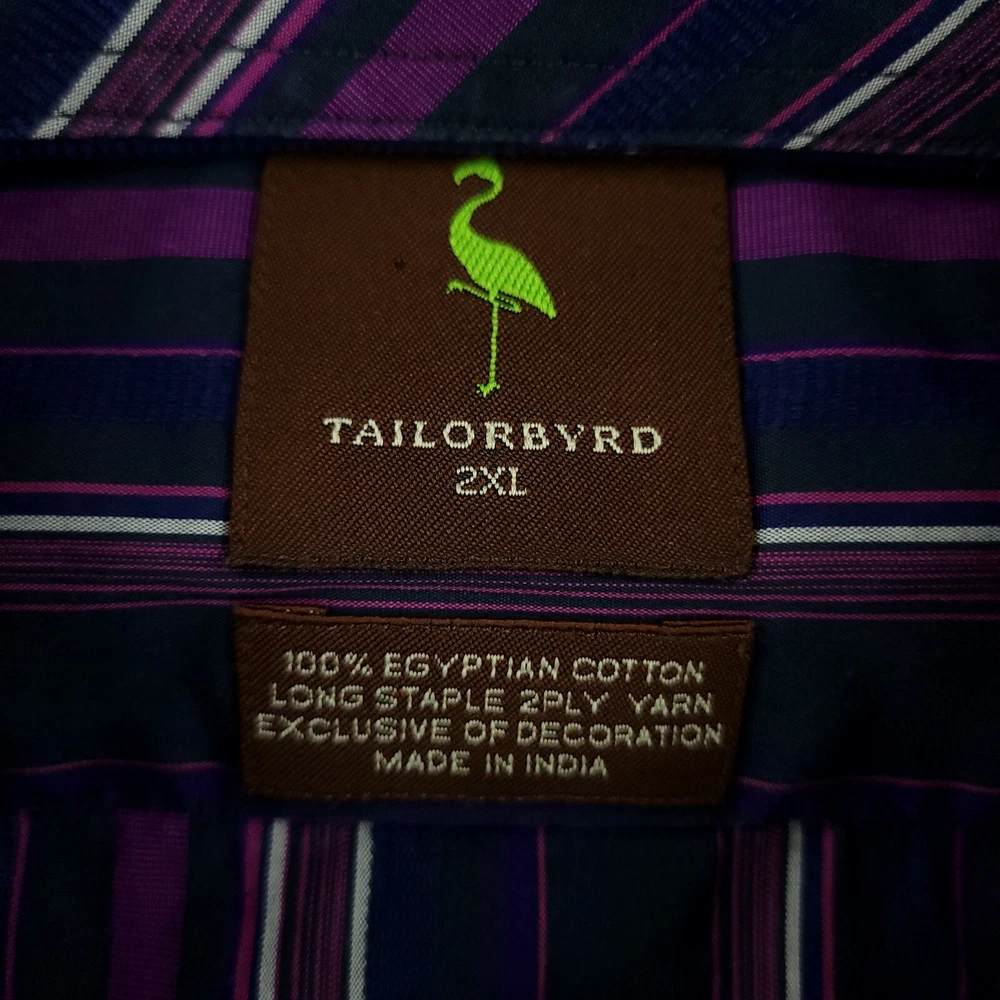 TAILORBYRD
2XL
100% EGYPTIAN COTTON
LONG STAPLE 2PLY YARN
EXCLUSIVE OF DECORATION
MADE IN INDIA